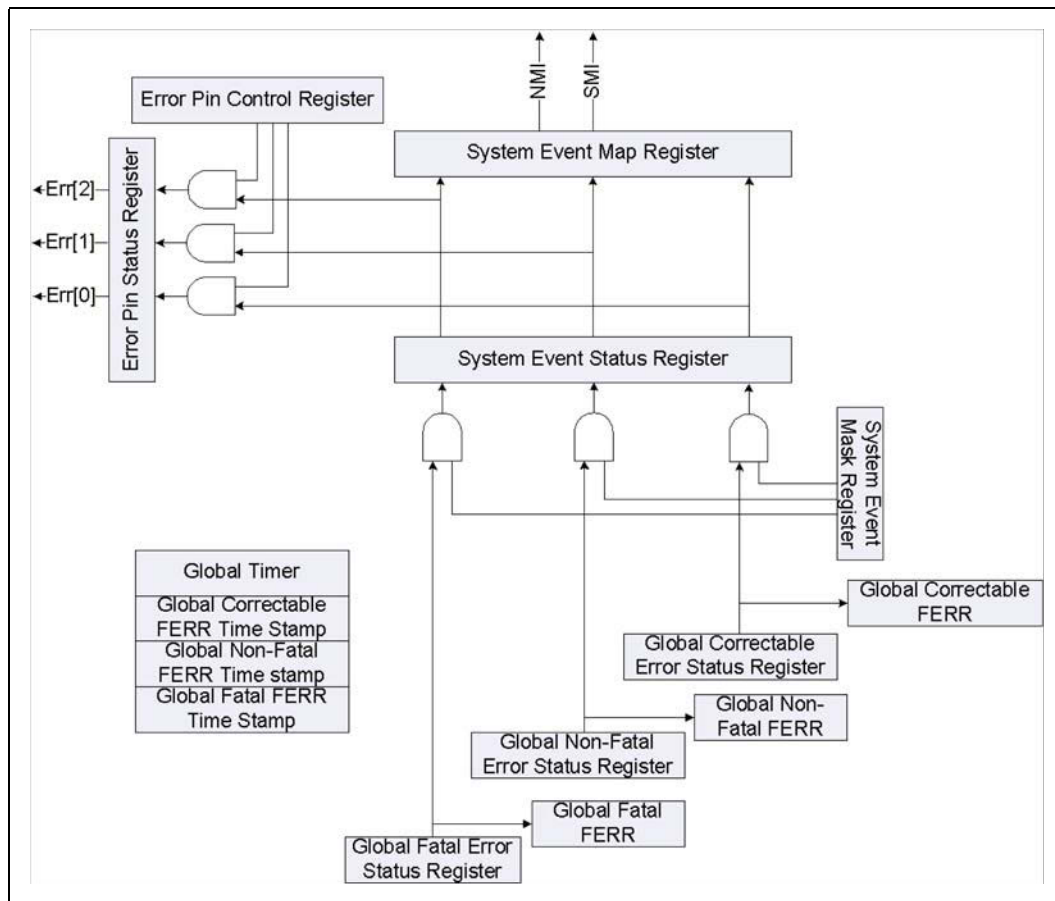 NMI
SMI
Error Pin Control Register
System Event Map Register
Error Pin Status Register
Err[2]
Err[1]
Err[0]
System Event Status Register
System Event
Mask Register
Global Timer
Global Correctable
FERR Time Stamp
Global Non-Fatal
FERR Time stamp
Global Fatal FERR
Time Stamp
Global Correctable
FERR
Global Correctable
Error Status Register
Global Non-
Fatal FERR
Global Non-Fatal
Error Status Register
Global Fatal
FERR
Global Fatal Error
Status Register